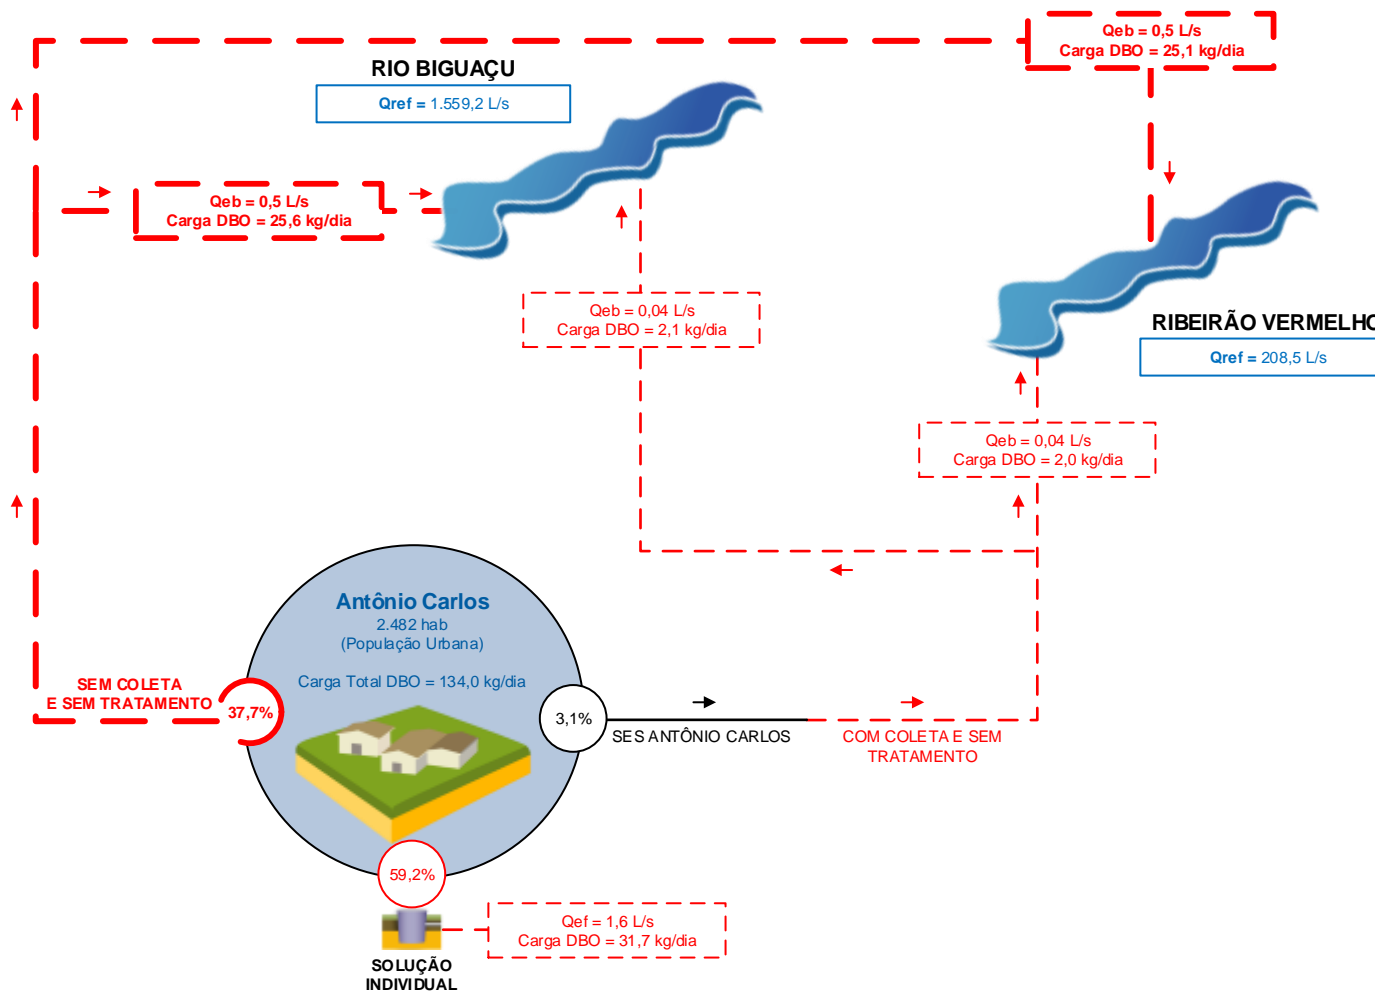 Qeb = 0,5 L/s
Carga DBO = 25,1 kg/dia
RIO BIGUAÇU
Qref = 1.559,2 L/s
Qeb = 0,5 L/s
Carga DBO = 25,6 kg/dia
Qeb = 0,04 L/s
Carga DBO = 2,1 kg/dia
RIBEIRÃO VERMELHO
Qref = 208,5 L/s
Qeb = 0,04 L/s
Carga DBO = 2,0 kg/dia
Antônio Carlos
2.482 hab
(População Urbana)
Carga Total DBO = 134,0 kg/dia
SEM COLETA
E SEM TRATAMENTO
37,7%
3,1%
SES ANTÔNIO CARLOS
COM COLETA E SEM
TRATAMENTO
59,2%
Qef = 1,6 L/s
Carga DBO = 31,7 kg/dia
SOLUÇÃO
INDIVIDUAL